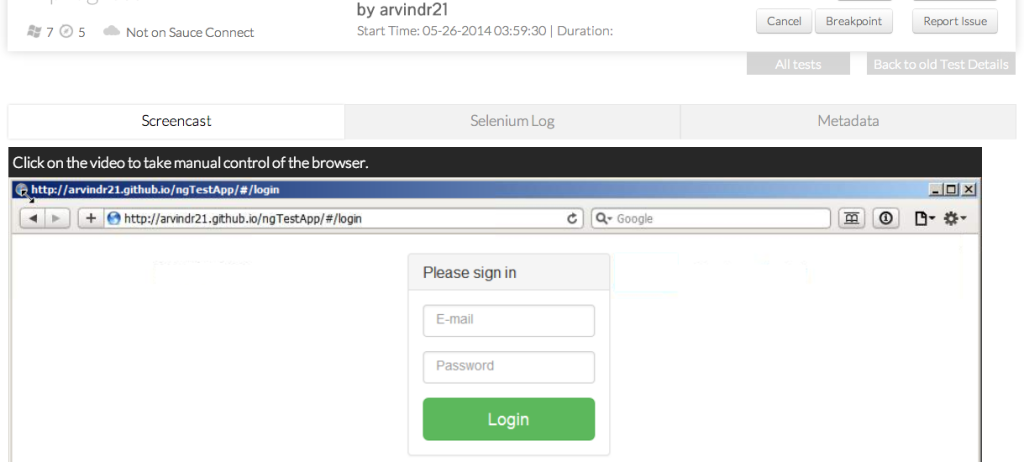 by arvindr21
Cancel Breakpoint Report Issue
7 5 Not on Sauce Connect
Start Time: 05-26-2014 03:59:30 | Duration:
All tests Back to old Test Details
Screencast Selenium Log Metadata
Click on the video to take manual control of the browser.
http://arvindr21.github.io/ngTestApp/#/login
http://arvindr21.github.io/ngTestApp/#/login Google
Please sign in
E-mail
Password
Login